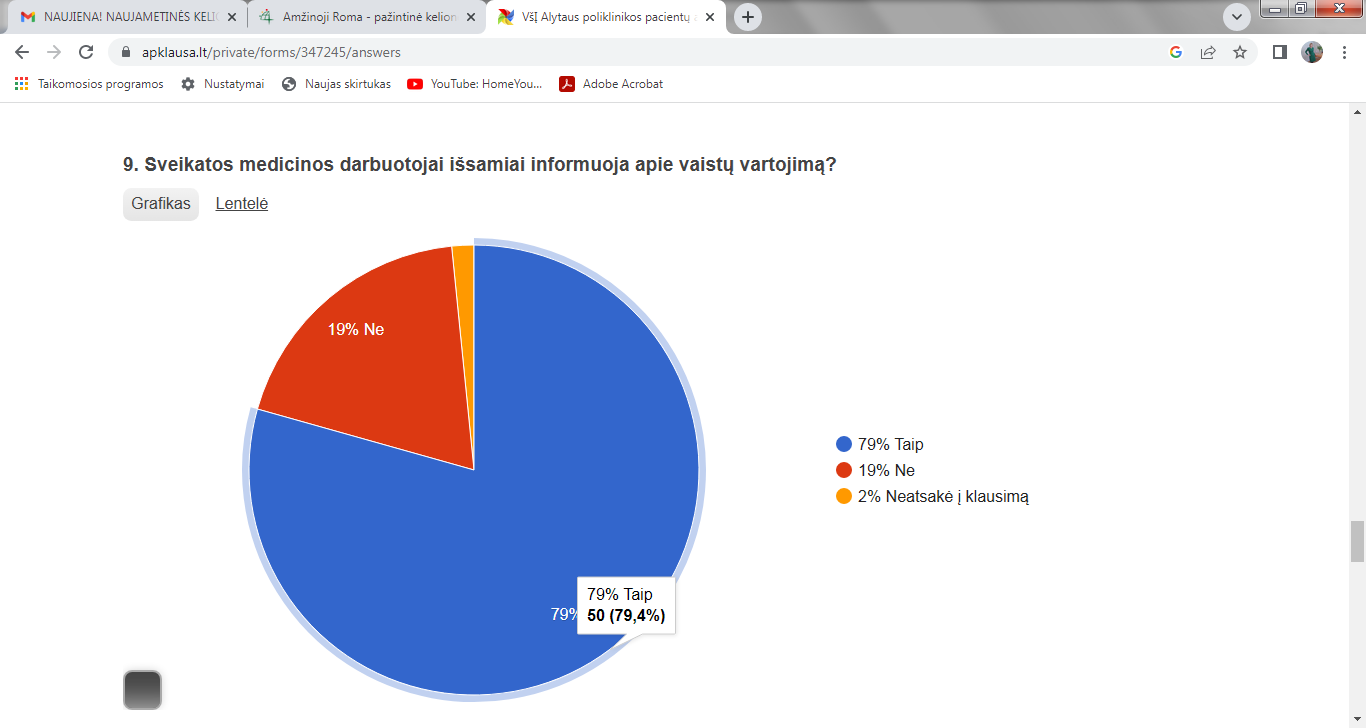 NAUJIENA! NAUJAMETINĖS KELIO
Amžinoji Roma - pažintinė kelion
VšĮ Alytaus poliklinikos pacientų a
apklausa.lt/private/forms/347245/answers
Taikomosios programos
Nustatymai
Naujas skirtukas
YouTube: HomeYou...
Adobe Acrobat
9. Sveikatos medicinos darbuotojai išsamiai informuoja apie vaistų vartojimą?
Grafikas
Lentelė
19% Ne
79%
79% Taip
50 (79,4%)
79% Taip
19% Ne
2% Neatsakė į klausimą